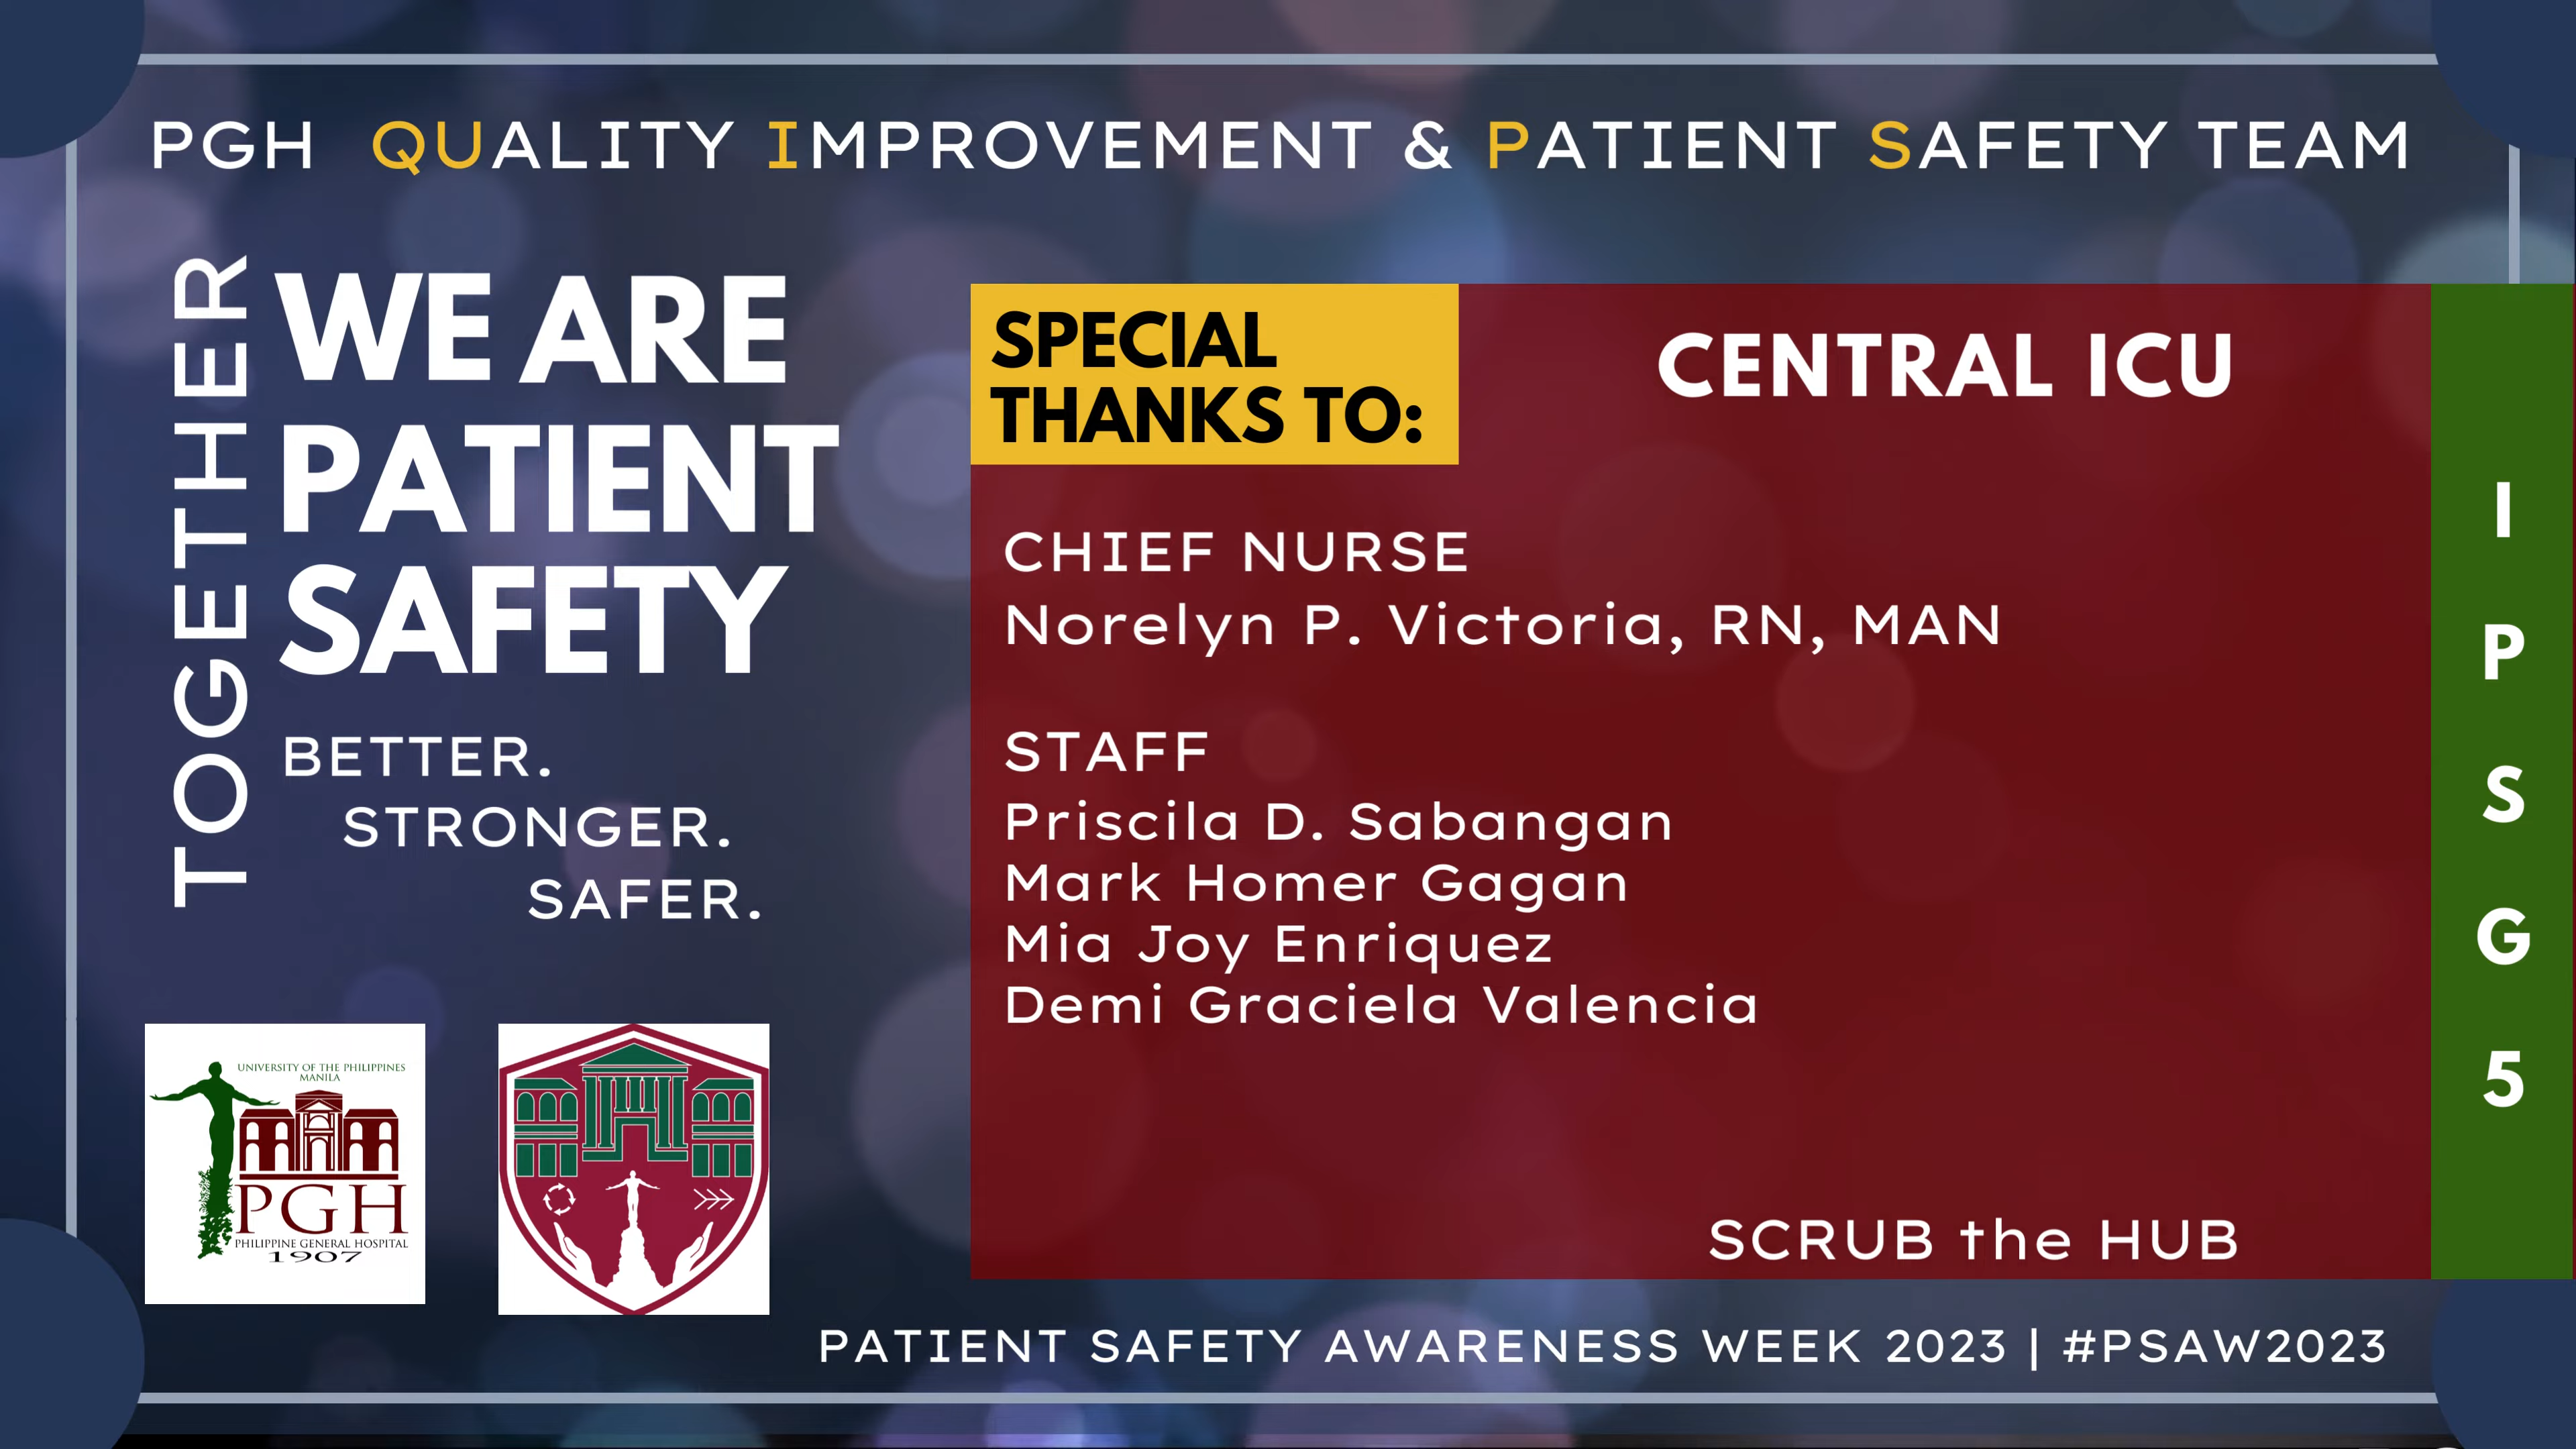 PGH QUALITY IMPROVEMENT & PATIENT SAFETY TEAM
TOGETHER
WE ARE
PATIENT
SAFETY
BETTER.
STRONGER.
SAFER.
UNIVERSITY OF THE PHILIPPINES
MANILA
PGH
PHILIPPINE GENERAL HOSPITAL
1907
SPECIAL
THANKS TO:
CENTRAL ICU
CHIEF NURSE
Norelyn P. Victoria, RN, MAN
STAFF
Priscila D. Sabangan
Mark Homer Gagan
Mia Joy Enriquez
Demi Graciela Valencia
SCRUB the HUB
I
P
S
G
5
PATIENT SAFETY AWARENESS WEEK 2023 | #PSAW2023